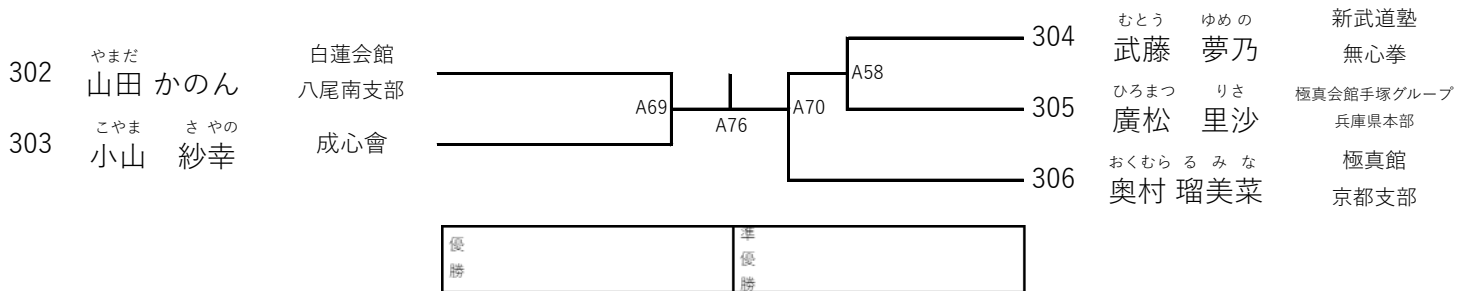 302 やまだ 山田 かのん 白蓮会館 八尾南支部
303 こやま さやの 小山 紗幸 成心會
A69
A76
A70
A58
304 むとう ゆめの 武藤 夢乃 新武道塾 無心拳
305 ひろまつ りさ 廣松 里沙 極真会館手塚グループ 兵庫県本部
306 おくむら るみな 奥村 瑠美菜 極真館 京都支部
優勝
準優勝